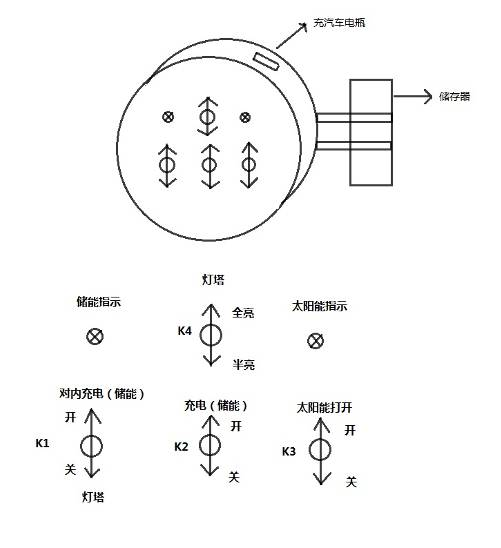 充汽车电瓶
储存器
灯塔
储能指示
全亮
太阳能指示
K4
半亮
对内充电(储能)
充电(储能)
太阳能打开
开
开
开
K1
K2
K3
关
关
关
灯塔